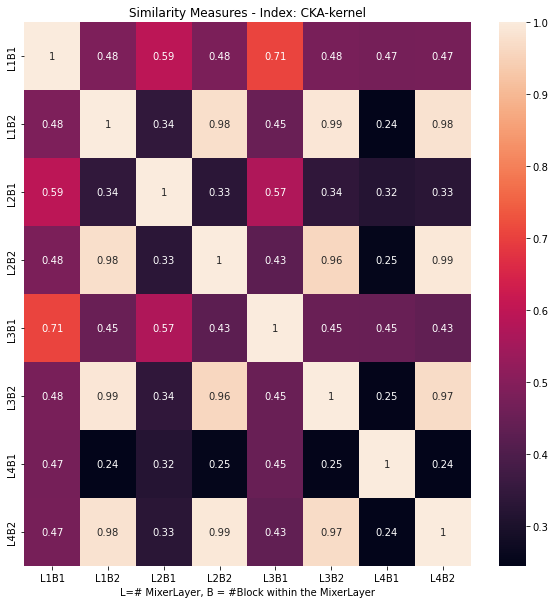 Similarity Measures - Index: CKA-kernel
L1B1 1 0.48 0.59 0.48 0.71 0.48 0.47 0.47
L1B2 0.48 1 0.34 0.98 0.45 0.99 0.24 0.98
L2B1 0.59 0.34 1 0.33 0.57 0.34 0.32 0.33
L2B2 0.48 0.98 0.33 1 0.43 0.96 0.25 0.99
L3B1 0.71 0.45 0.57 0.43 1 0.45 0.45 0.43
L3B2 0.48 0.99 0.34 0.96 0.45 1 0.25 0.97
L4B1 0.47 0.24 0.32 0.25 0.45 0.25 1 0.24
L4B2 0.47 0.98 0.33 0.99 0.43 0.97 0.24 1
L1B1 L1B2 L2B1 L2B2 L3B1 L3B2 L4B1 L4B2
L=# MixerLayer, B = #Block within the MixerLayer
1.0
0.9
0.8
0.7
0.6
0.5
0.4
0.3